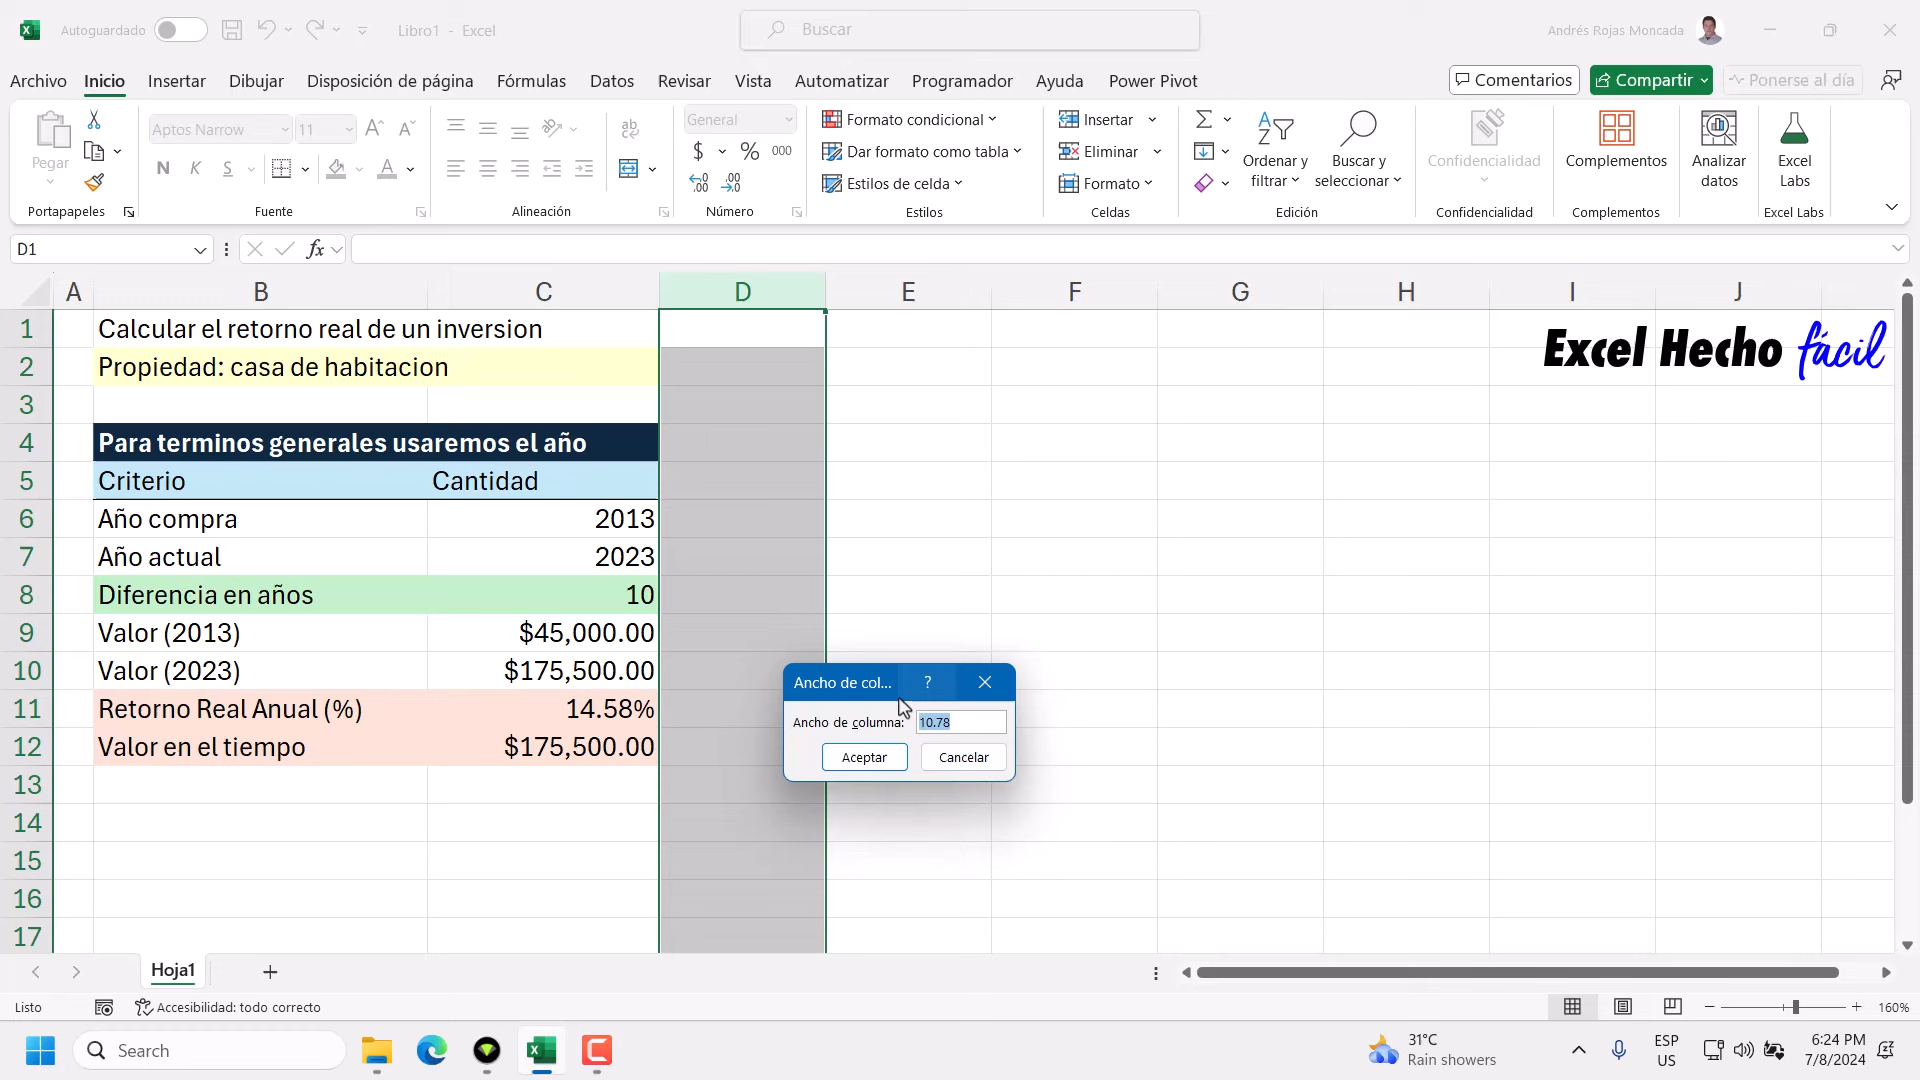 Autoguardado
Libro1 - Excel
Buscar
Andrés Rojas Moncada
Archivo Inicio Insertar Dibujar Disposición de página Fórmulas Datos Revisar Vista Automatizar Programador Ayuda Power Pivot
Comentarios Compartir Ponerse al día
Pegar
Portapapeles
Aptos Narrow 11
N K S
Fuente
ab
Alineación
General
$ % 000
Número
Formato condicional
Dar formato como tabla
Estilos de celda
Estilos
Insertar
Eliminar
Formato
Celdas
Ordenar y
filtrar
Buscar y
seleccionar
Edición
Confidencialidad
Confidencialidad
Complementos
Complementos
Analizar
datos
Excel
Labs
Excel Labs
D1 fx
A B C D E F G H I J
1 Calcular el retorno real de un inversion
Excel Hecho fácil
2 Propiedad: casa de habitacion
3
4 Para terminos generales usaremos el año
5 Criterio Cantidad
6 Año compra 2013
7 Año actual 2023
8 Diferencia en años 10
9 Valor (2013) $45,000.00
10 Valor (2023) $175,500.00
11 Retorno Real Anual (%) 14.58%
12 Valor en el tiempo $175,500.00
13
14
15
16
17
Ancho de col... ?
Ancho de columna: 10.78
Aceptar Cancelar
Hoja1
Listo Accesibilidad: todo correcto 160%
Search
31°C
Rain showers
ESP
US
6:24 PM
7/8/2024